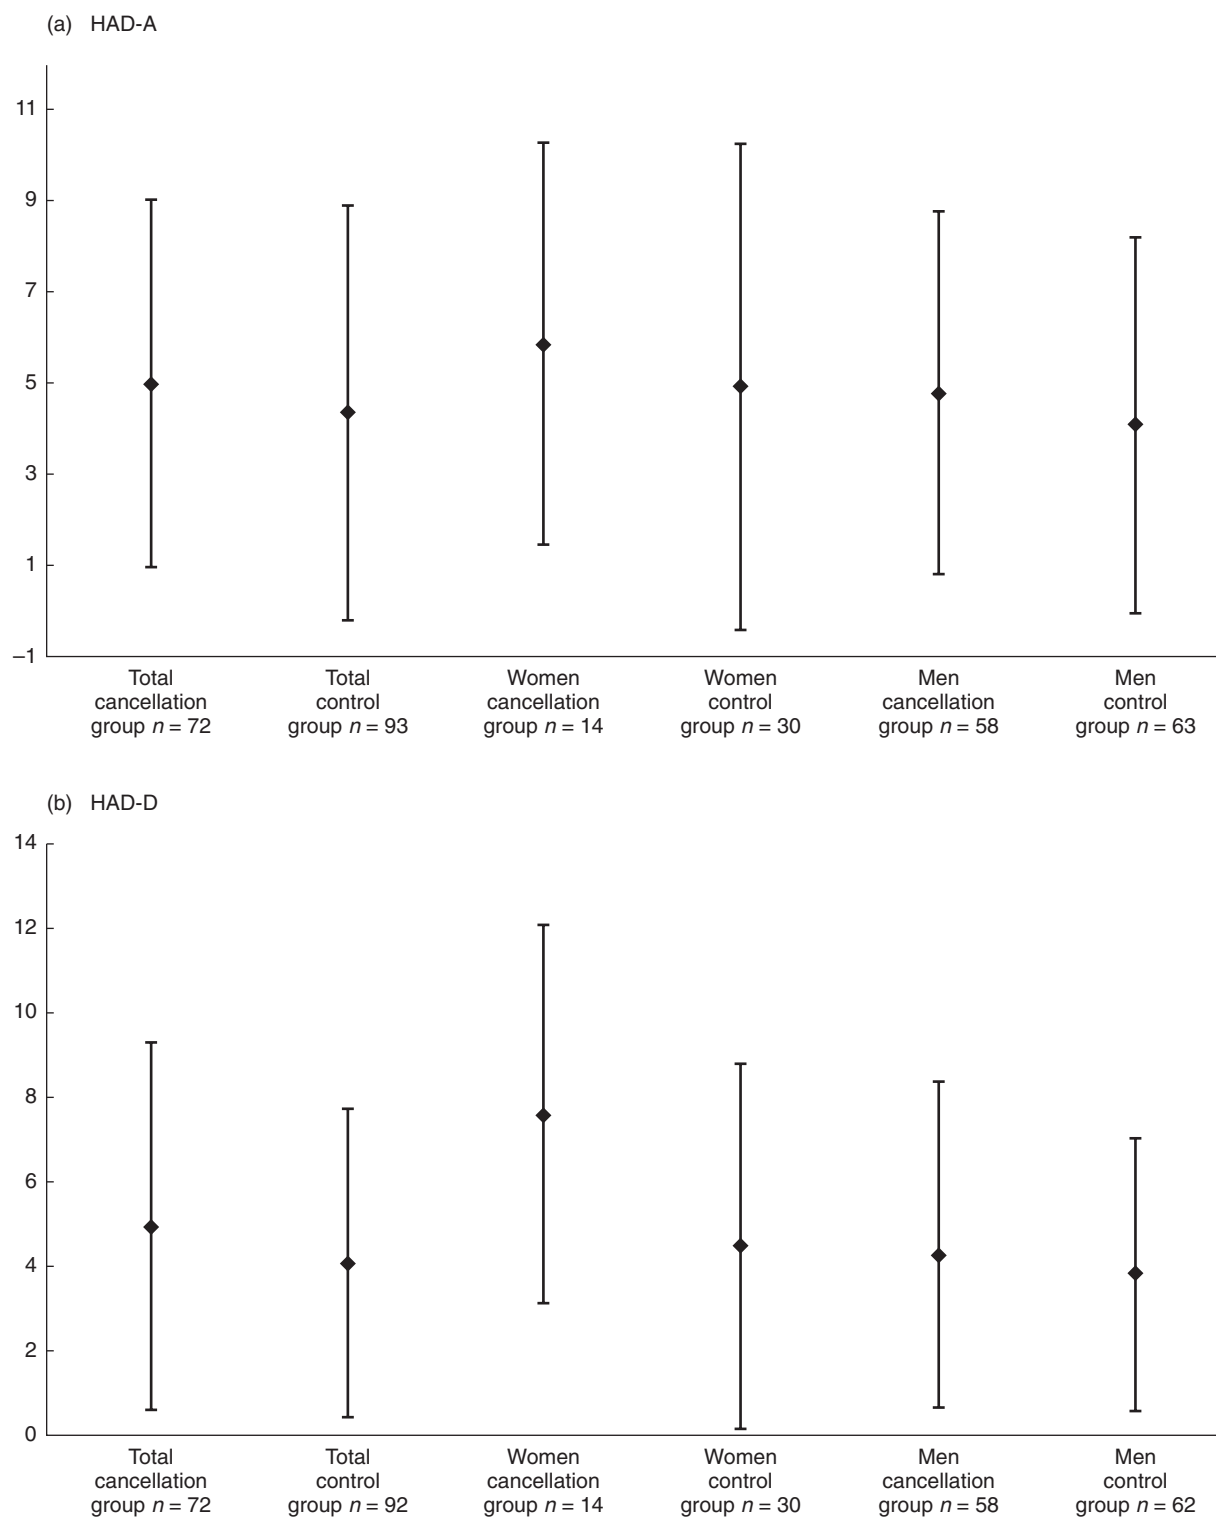 (a) HAD-A
11
9
7
5
3
1
–1
Total cancellation group n = 72
Total control group n = 93
Women cancellation group n = 14
Women control group n = 30
Men cancellation group n = 58
Men control group n = 63
(b) HAD-D
14
12
10
8
6
4
2
0
Total cancellation group n = 72
Total control group n = 92
Women cancellation group n = 14
Women control group n = 30
Men cancellation group n = 58
Men control group n = 62